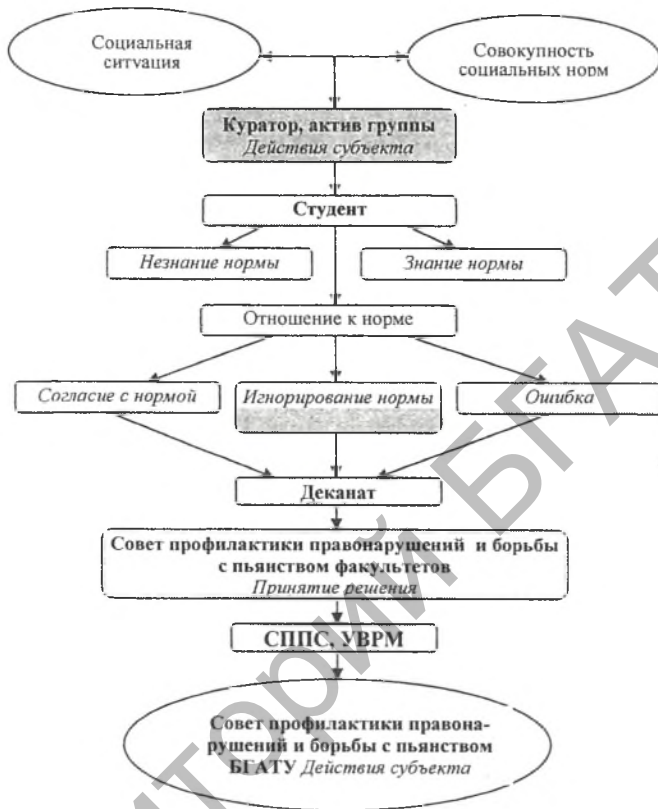 Социальная
ситуация
Совокупность
социальных норм
Куратор, актив группы
Действия субъекта
Студент
Незнание нормы
Знание нормы
Отношение к норме
Согласие с нормой
Игнорирование нормы
Ошибка
Деканат
Совет профилактики правонарушений и борьбы
с пьянством факультетов
Принятие решения
СППС, УВРМ
Совет профилактики правона-
рушений и борьбы с пьянством
БГАТУ Действия субъекта